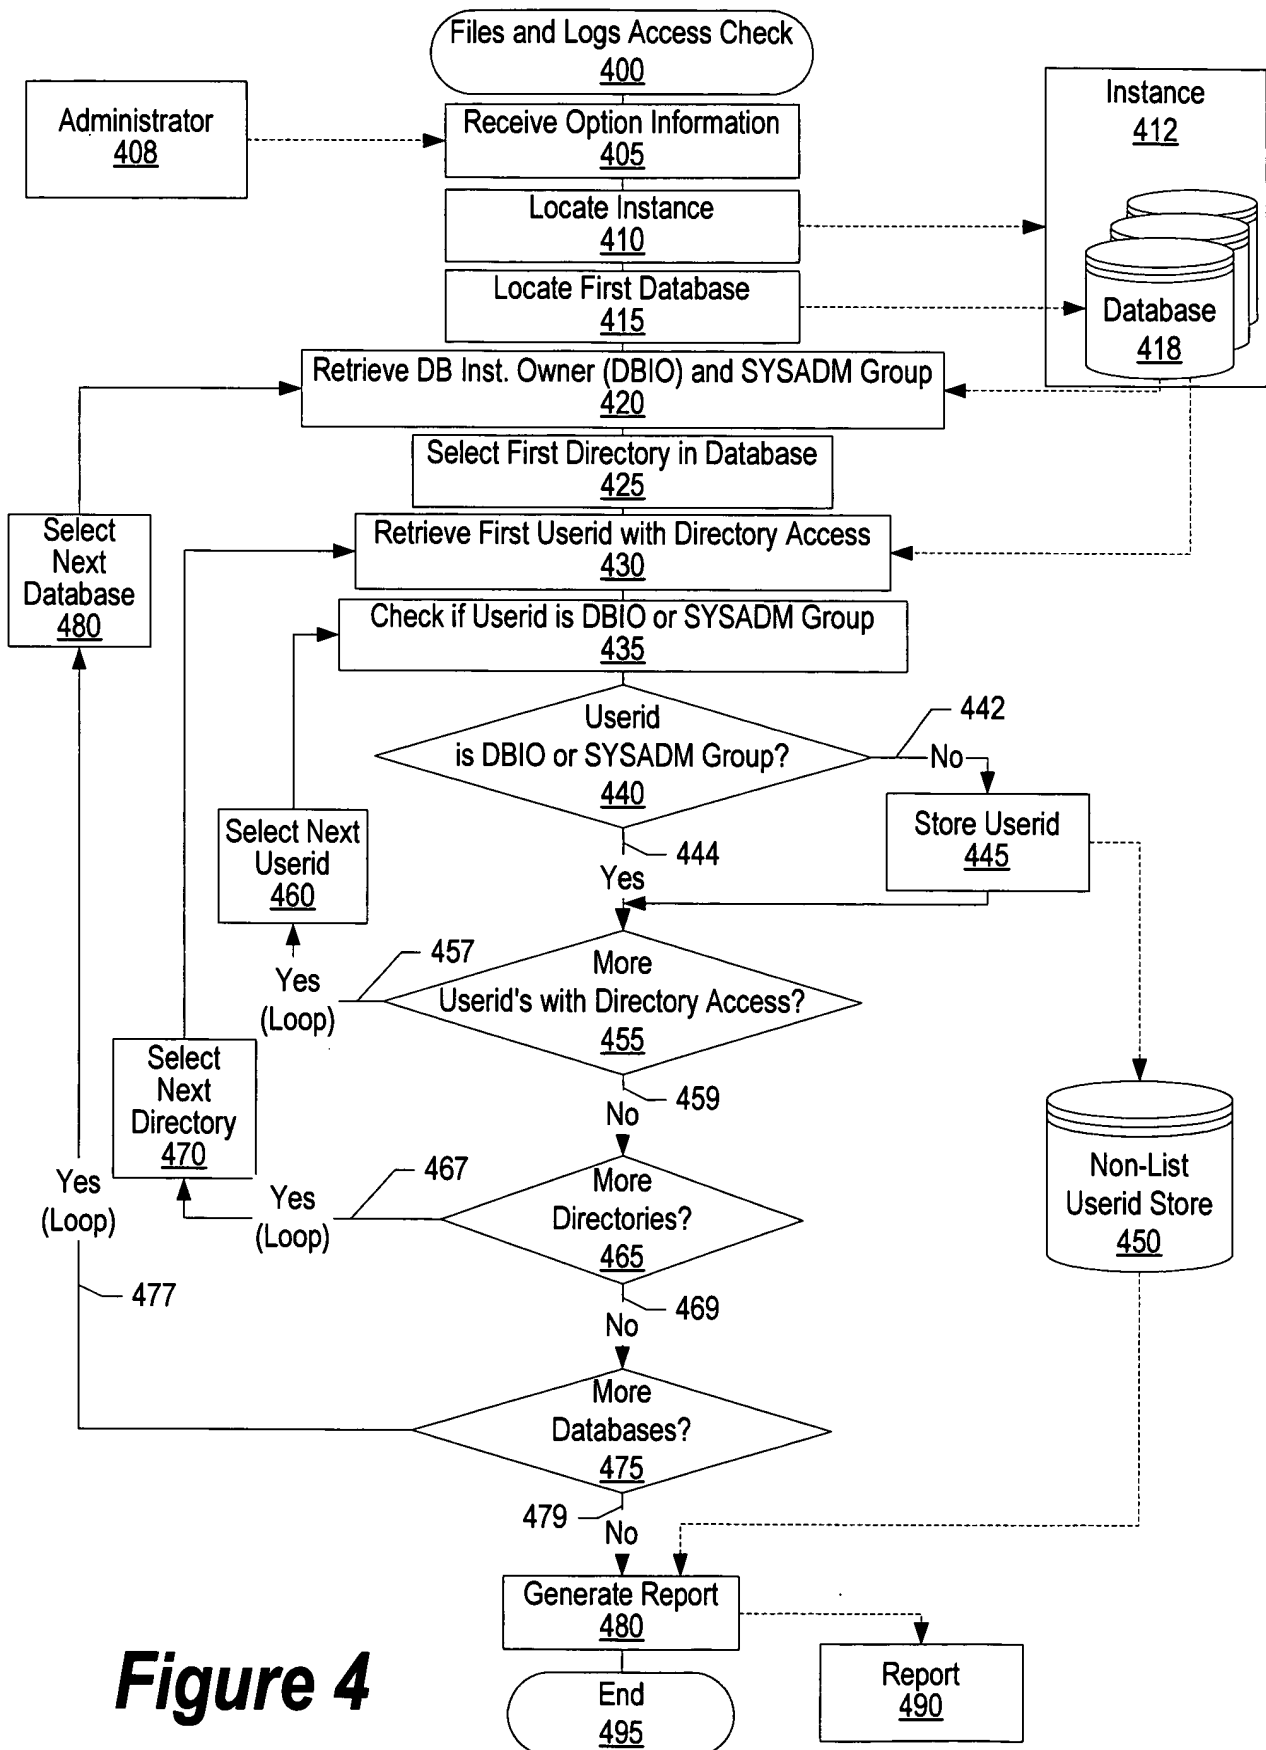 Files and Logs Access Check
400
Administrator
408
Receive Option Information
405
Instance
412
Locate Instance
410
Locate First Database
415
Database
418
Retrieve DB Inst. Owner (DBIO) and SYSADM Group
420
Select First Directory in Database
425
Select
Next
Database
480
Retrieve First Userid with Directory Access
430
Check if Userid is DBIO or SYSADM Group
435
Userid
is DBIO or SYSADM Group?
440
442
No
Store Userid
445
444
Yes
Select Next
Userid
460
More
Userid's with Directory Access?
455
457
Yes
(Loop)
459
No
Select
Next
Directory
470
Non-List
Userid Store
450
More
Directories?
465
467
Yes
(Loop)
Yes
(Loop)
469
No
477
More
Databases?
475
479
No
Generate Report
480
Report
490
End
495
Figure 4